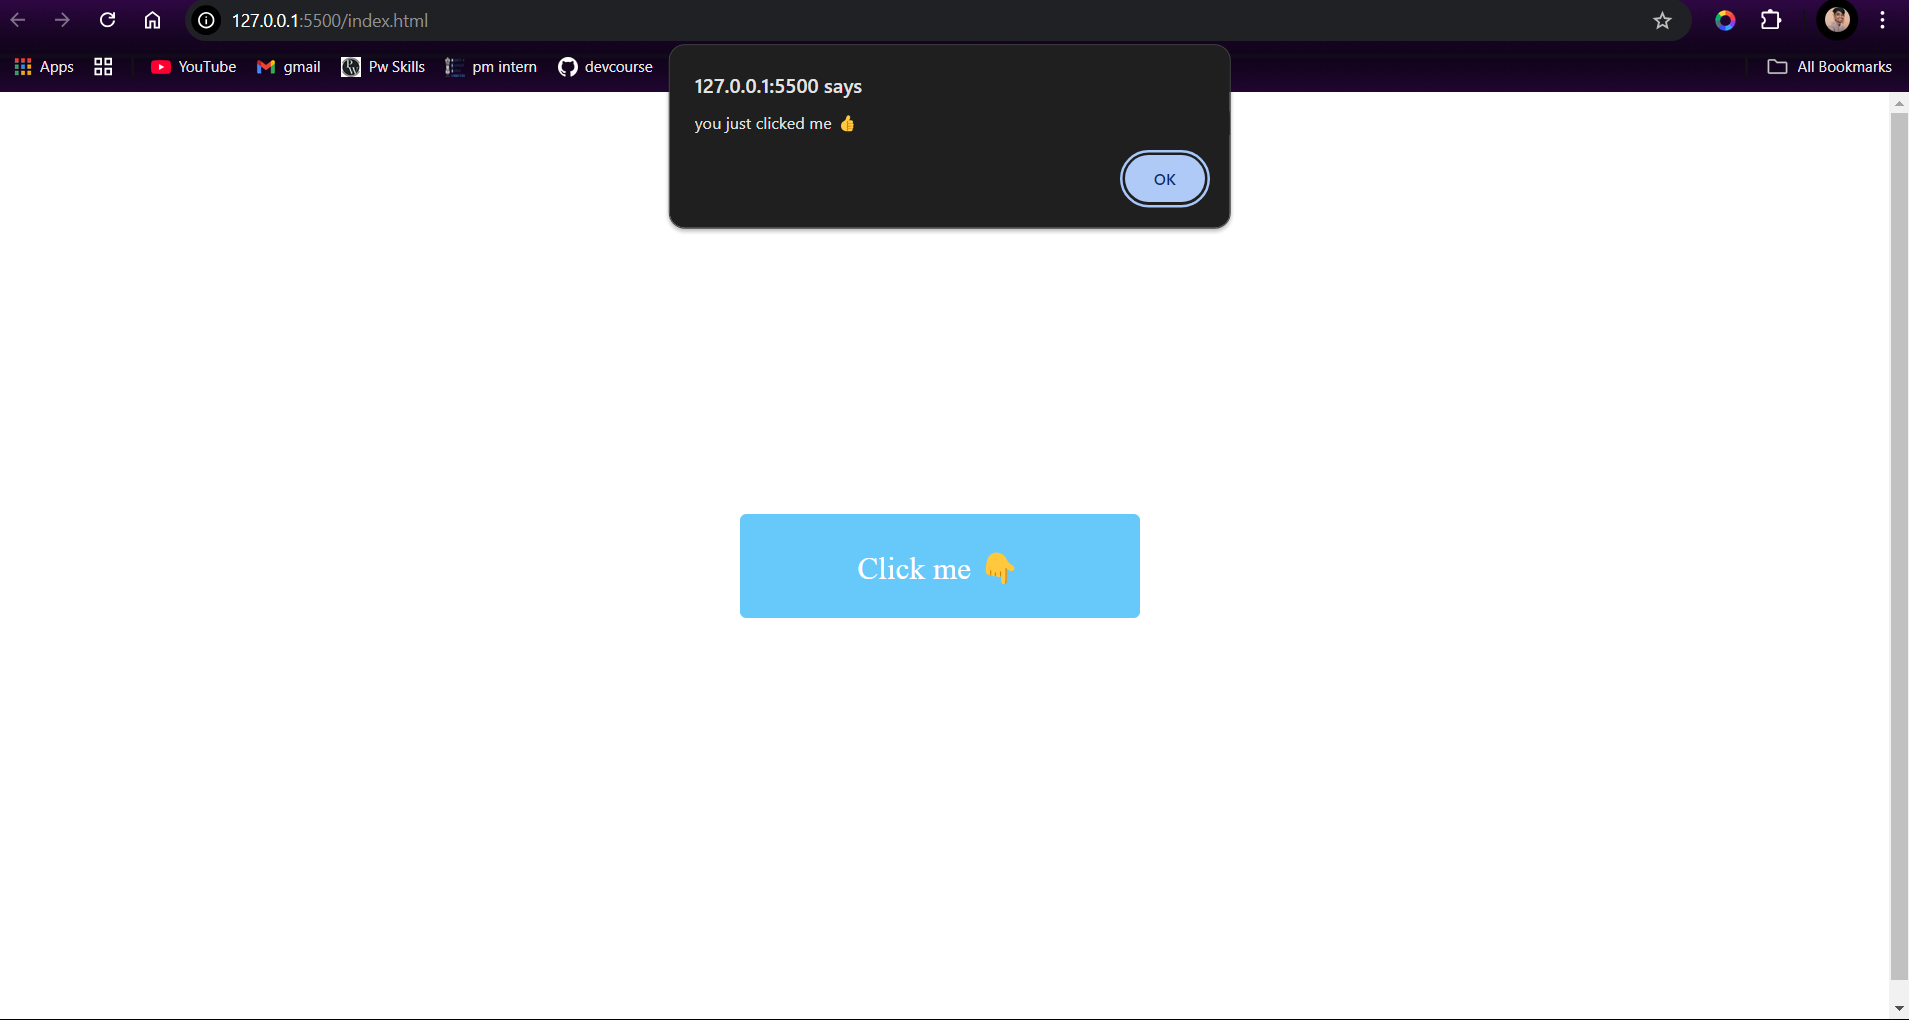 127.0.0.1:5500/index.html
Apps YouTube gmail Pw Skills pm intern devcourse All Bookmarks
127.0.0.1:5500 says
you just clicked me 👍
OK
Click me 👇